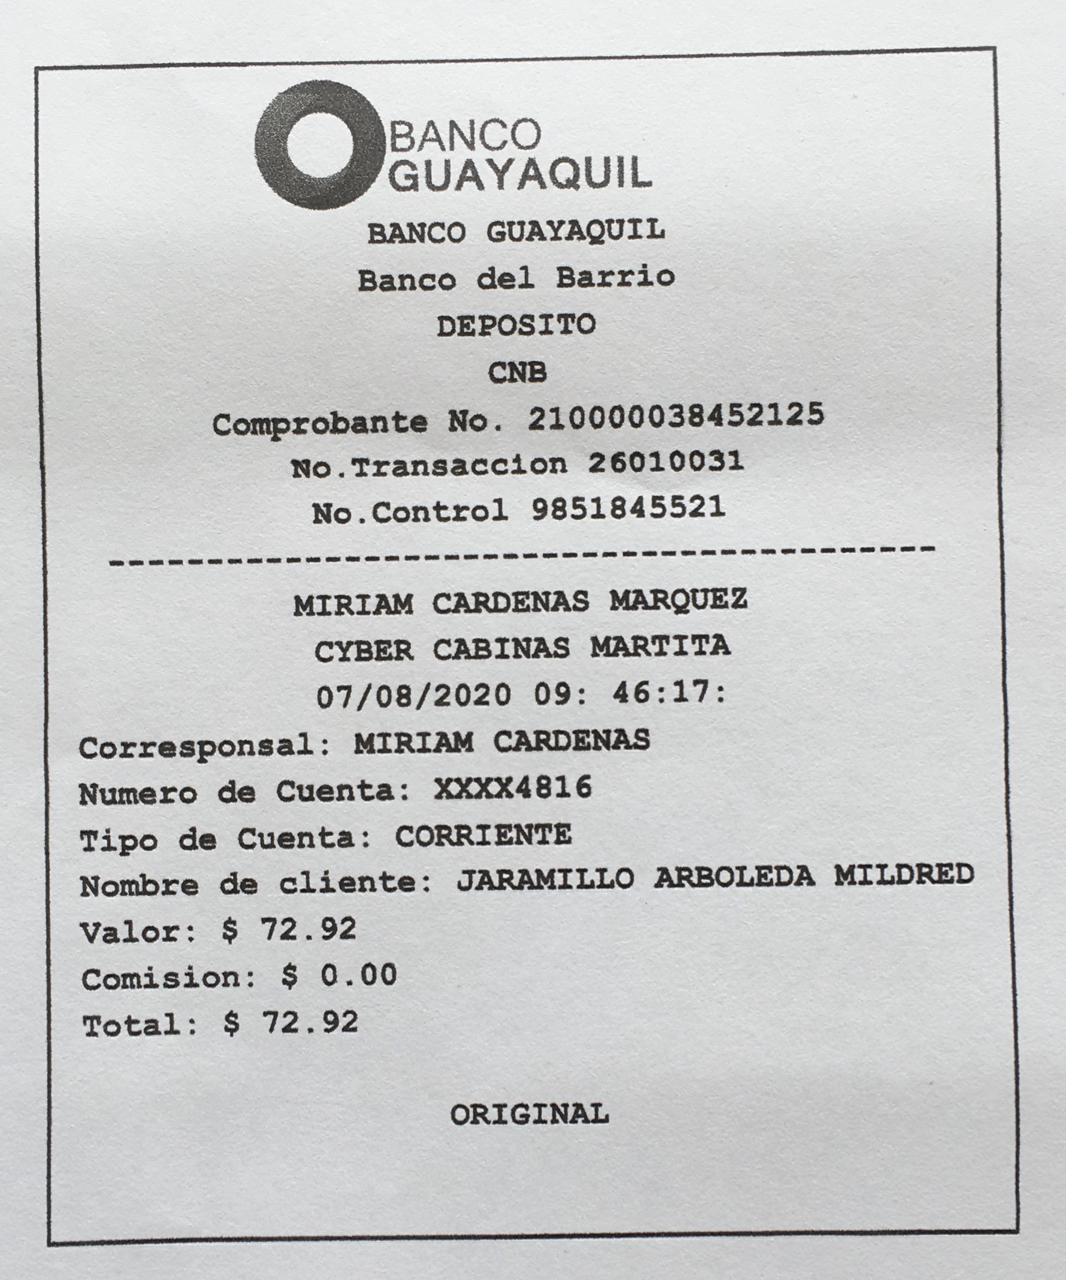 BANCO
GUAYAQUIL
BANCO GUAYAQUIL
Banco del Barrio
DEPOSITO
CNB
Comprobante No. 210000038452125
No.Transaccion 26010031
No.Control 9851845521
------------------------------------------
MIRIAM CARDENAS MARQUEZ
CYBER CABINAS MARTITA
07/08/2020 09: 46:17:
Corresponsal: MIRIAM CARDENAS
Numero de Cuenta: XXXX4816
Tipo de Cuenta: CORRIENTE
Nombre de cliente: JARAMILLO ARBOLEDA MILDRED
Valor: $ 72.92
Comision: $ 0.00
Total: $ 72.92
ORIGINAL